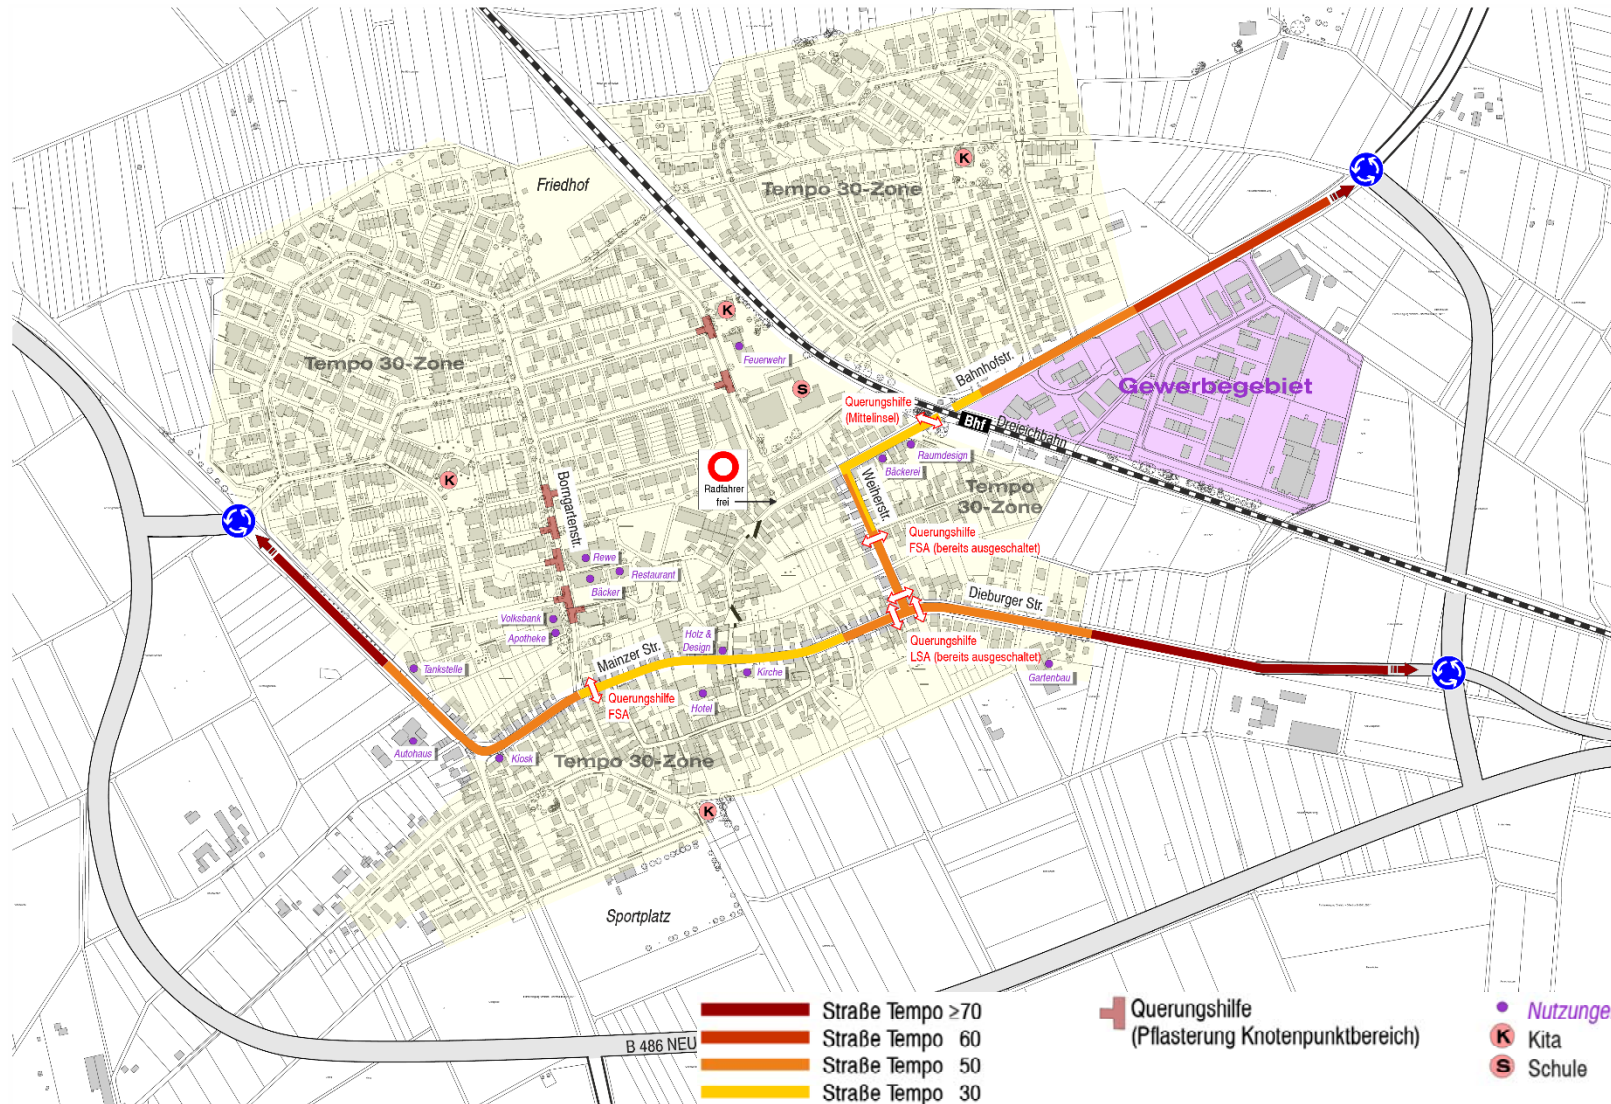 Friedhof
K
Tempo 30-Zone
K
Feuerwehr
Tempo 30-Zone
S
Bahnhofstr.
Gewerbegebiet
Querungshilfe
(Mittelinsel)
Bhf
Dreieichbahn
Raumdesign
Bäckerei
Radfahrer
frei
K
Borngartenstr.
Weiherstr.
Tempo
30-Zone
Querungshilfe
FSA (bereits ausgeschaltet)
Rewe
Restaurant
Bäcker
Volksbank
Apotheke
Dieburger Str.
Holz &
Design
Mainzer Str.
Querungshilfe
LSA (bereits ausgeschaltet)
Tankstelle
Kirche
Gartenbau
Querungshilfe
FSA
Hotel
Autohaus
Kiosk
Tempo 30-Zone
K
Sportplatz
B 486 NEU
Straße Tempo ≥70
Straße Tempo 60
Straße Tempo 50
Straße Tempo 30
Querungshilfe
(Pflasterung Knotenpunktbereich)
Nutzunge
K Kita
S Schule